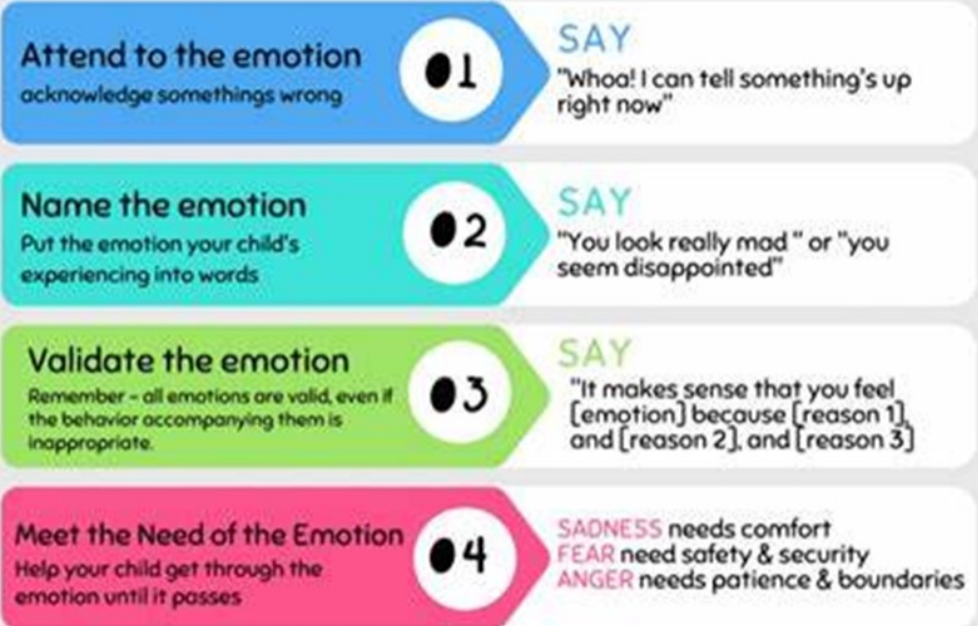 Attend to the emotion
acknowledge somethings wrong
01
SAY
"Whoa! I can tell something's up
right now"
Name the emotion
Put the emotion your child's
experiencing into words
02
SAY
"You look really mad " or "you
seem disappointed"
Validate the emotion
Remember - all emotions are valid, even if
the behavior accompanying them is
inappropriate.
03
SAY
"It makes sense that you feel
[emotion] because [reason 1],
and [reason 2], and [reason 3]
Meet the Need of the Emotion
Help your child get through the
emotion until it passes
04
SADNESS needs comfort
FEAR need safety & security
ANGER needs patience & boundaries